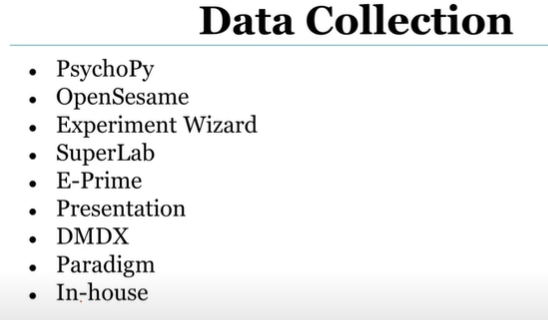 Data Collection
• PsychoPy
• OpenSesame
• Experiment Wizard
• SuperLab
• E-Prime
• Presentation
• DMDX
• Paradigm
• In-house